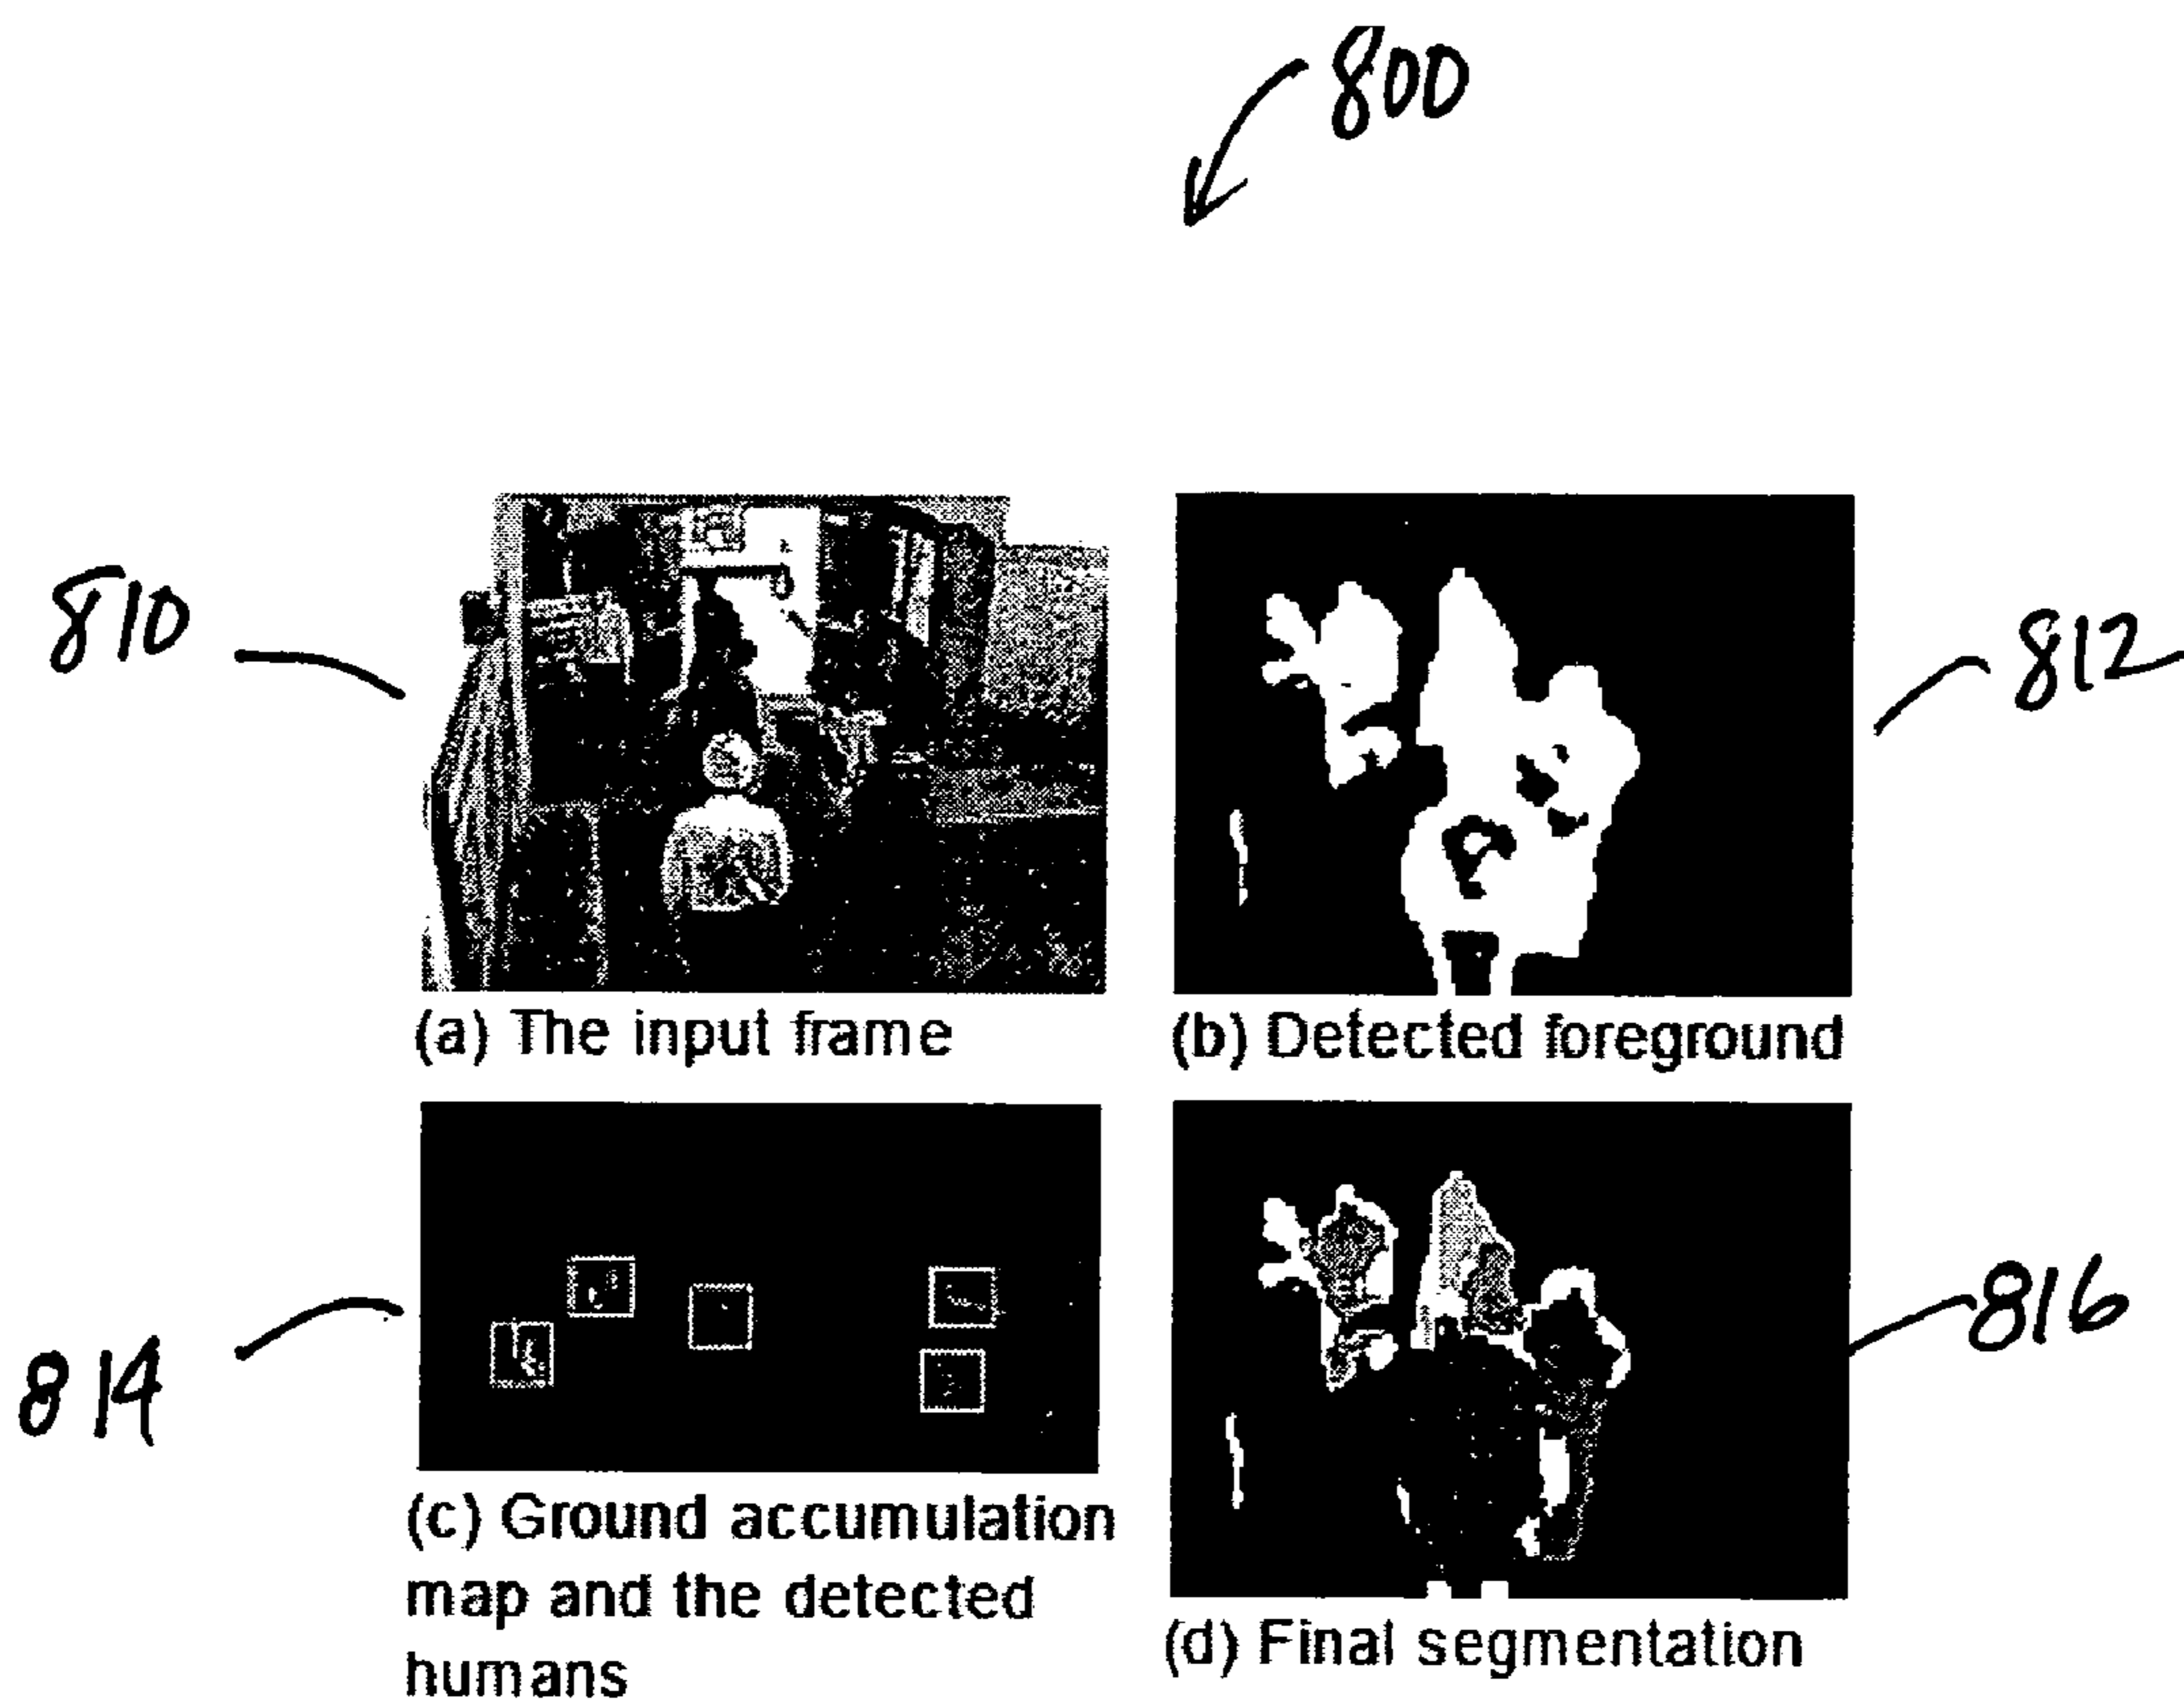 800
810
812
(a) The input frame
(b) Detected foreground
814
816
(c) Ground accumulation
map and the detected
humans
(d) Final segmentation